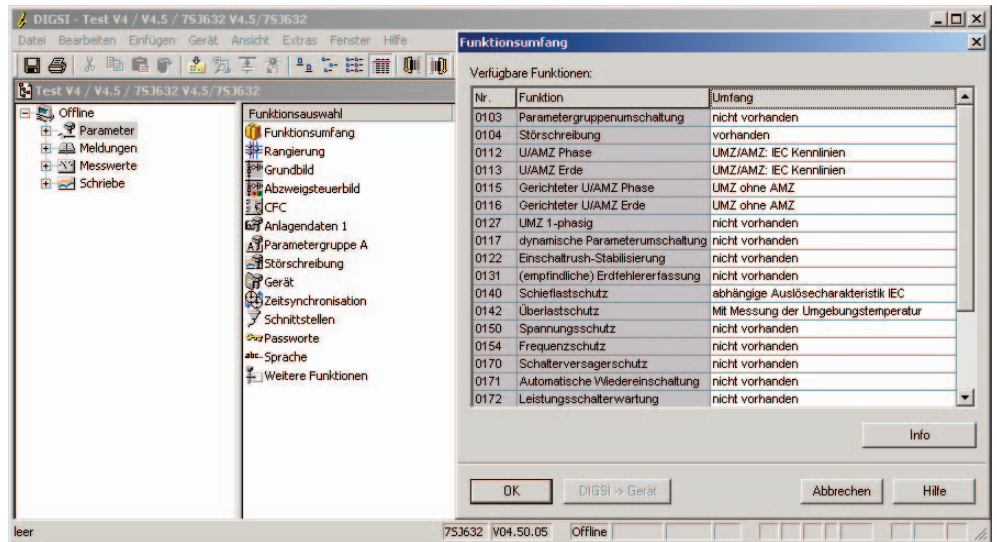 DIGSI - Test V4 / V4.5 / 7SJ632 V4.5/7SJ632
Datei Bearbeiten Einfügen Gerät Ansicht Extras Fenster Hilfe
Test V4 / V4.5 / 7SJ632 V4.5/7SJ632
Offline
Parameter
Meldungen
Messwerte
Schriebe
Funktionsauswahl
Funktionsumfang
Rangierung
Grundbild
Abzweigsteuerbild
CFC
Anlagendaten 1
Parametergruppe A
Störschreibung
Gerät
Zeitsynchronisation
Schnittstellen
Passworte
abc Sprache
Weitere Funktionen
Funktionsumfang
Verfügbare Funktionen:
Nr. Funktion Umfang
0103 Parametergruppenumschaltung nicht vorhanden
0104 Störschreibung vorhanden
0112 U/AMZ Phase UMZ/AMZ: IEC Kennlinien
0113 U/AMZ Erde UMZ/AMZ: IEC Kennlinien
0115 Gerichteter U/AMZ Phase UMZ ohne AMZ
0116 Gerichteter U/AMZ Erde UMZ ohne AMZ
0127 UMZ 1-phasig nicht vorhanden
0117 dynamische Parameterumschaltung nicht vorhanden
0122 Einschaltrush-Stabilisierung nicht vorhanden
0131 (empfindliche) Erdfehlererfassung nicht vorhanden
0140 Schieflastschutz abhängige Auslösecharakteristik IEC
0142 Überlastschutz Mit Messung der Umgebungstemperatur
0150 Spannungsschutz nicht vorhanden
0154 Frequenzschutz nicht vorhanden
0170 Schalterversagerschutz nicht vorhanden
0171 Automatische Wiedereinschaltung nicht vorhanden
0172 Leistungsschalterwartung nicht vorhanden
Info
OK DIGSI -> Gerät Abbrechen Hilfe
leer 7SJ632 V04.50.05 Offline